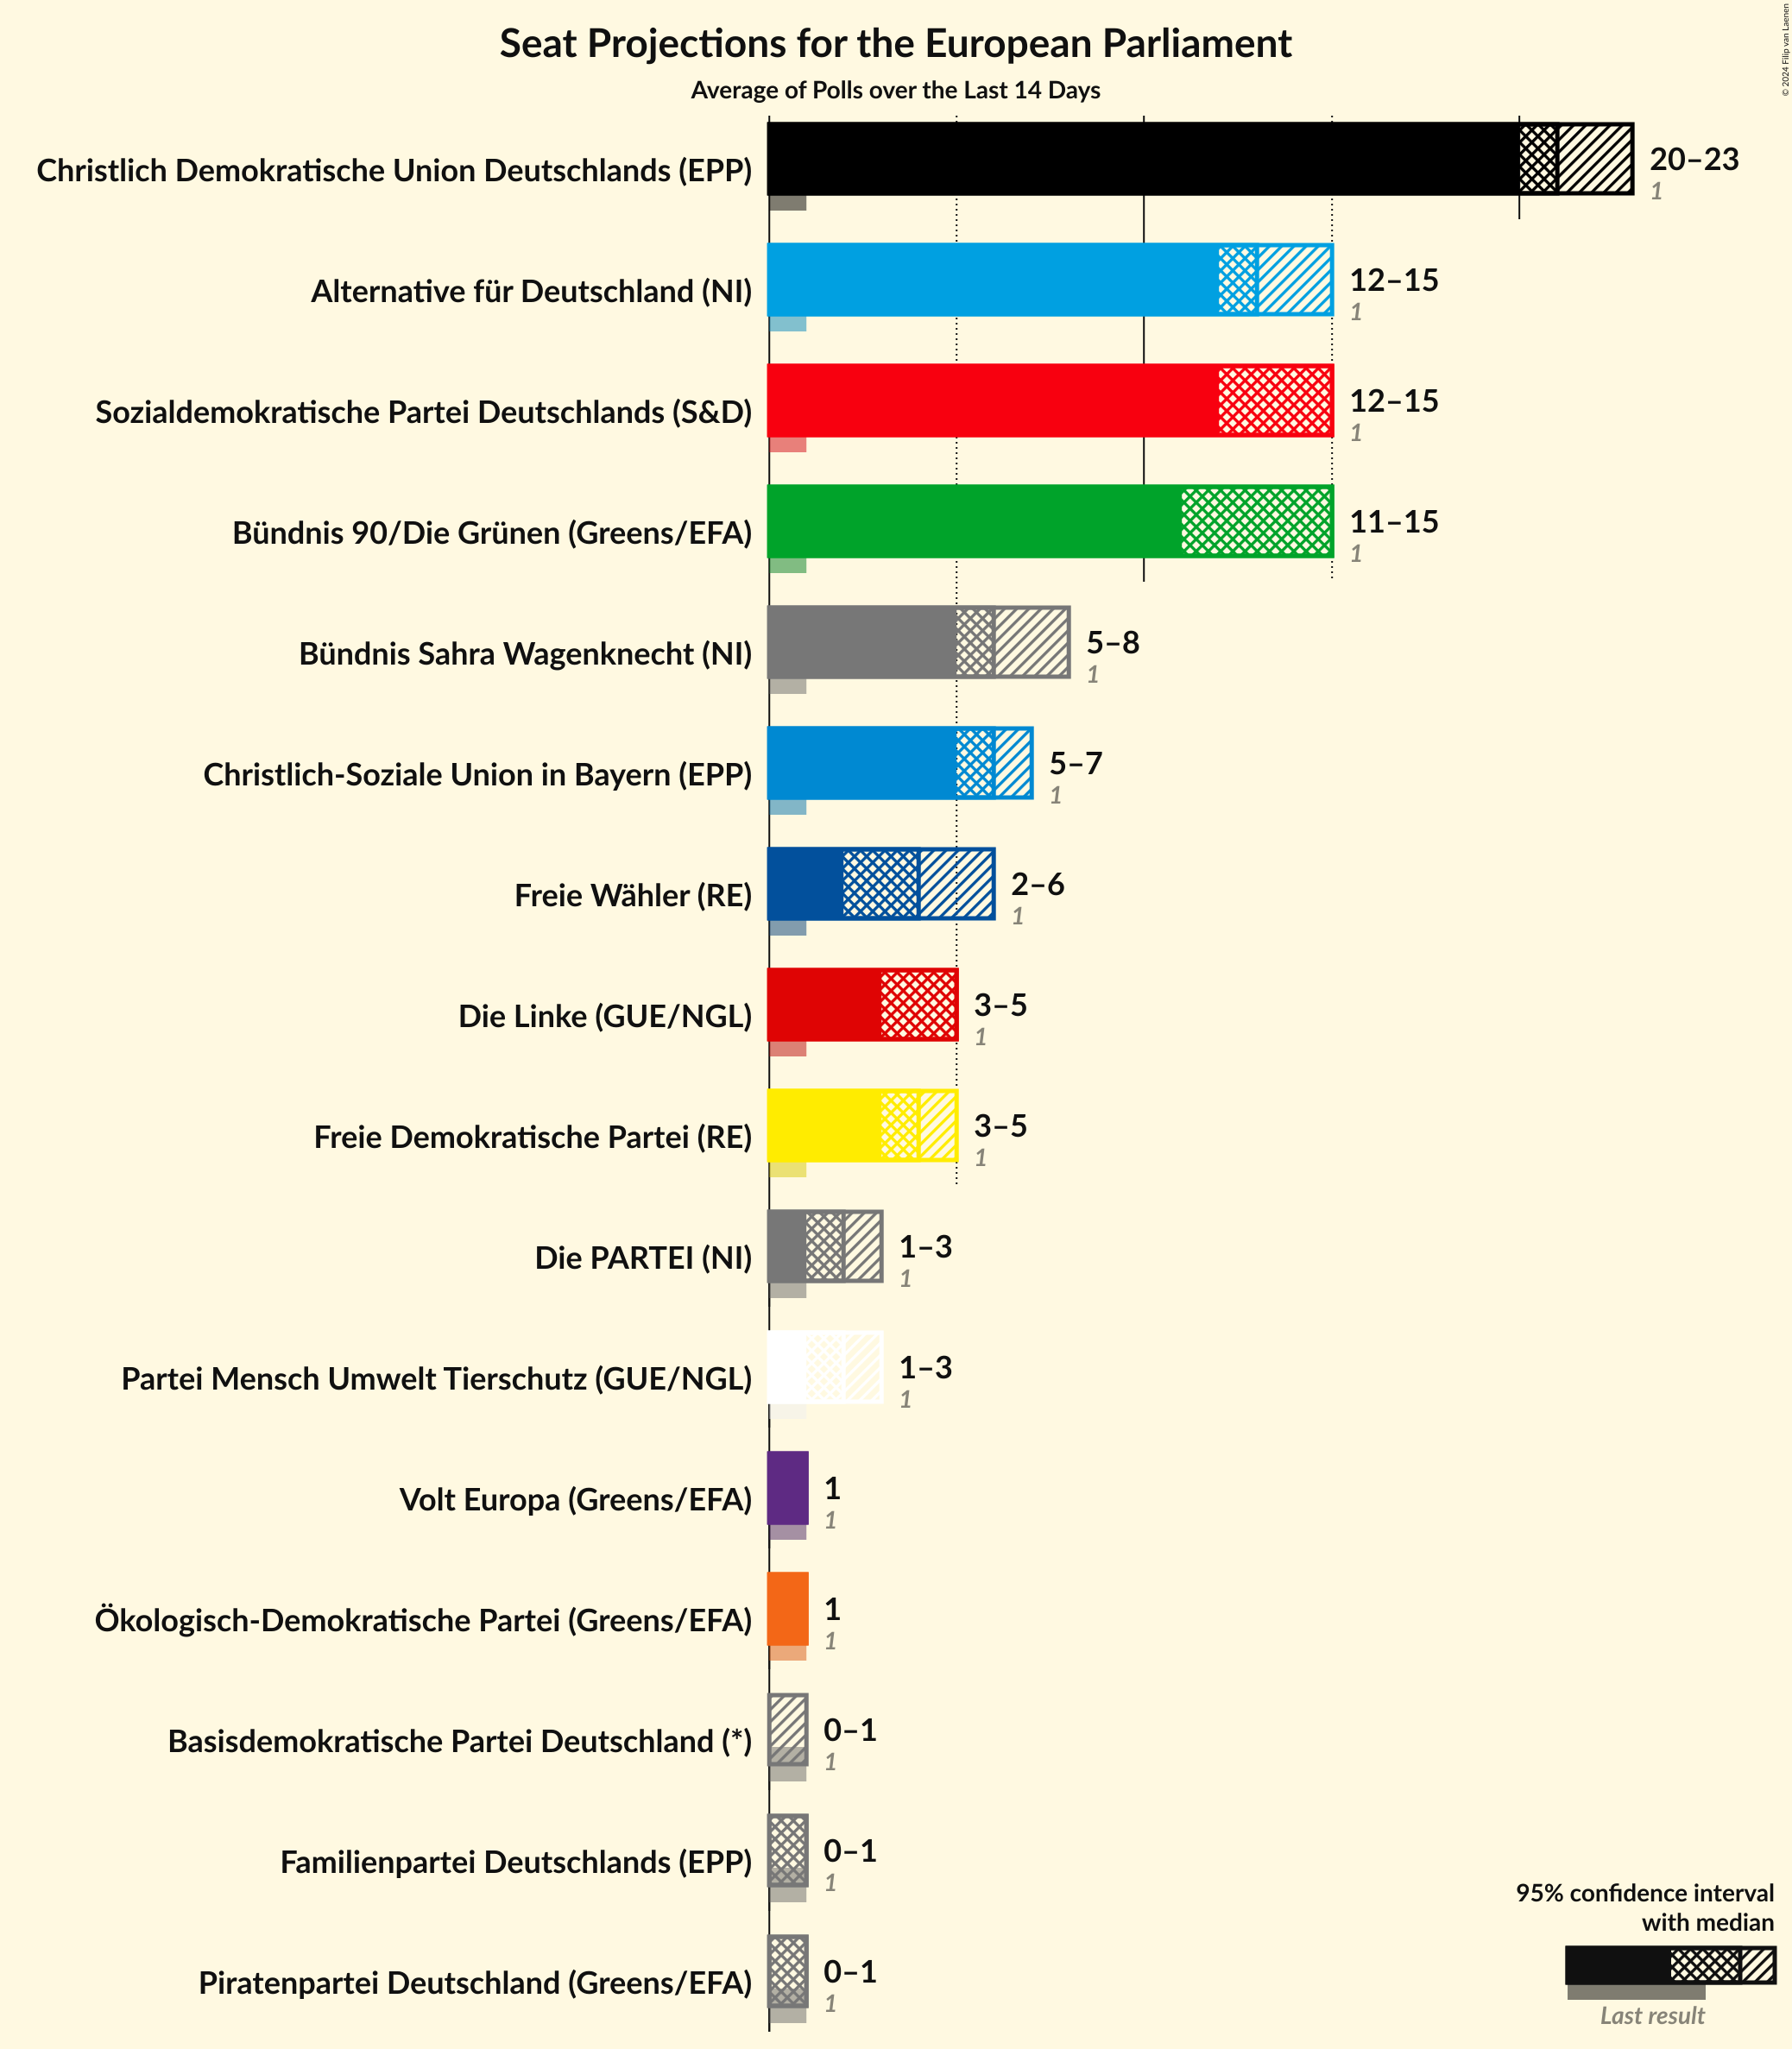 Seat Projections for the European Parliament
Average of Polls over the Last 14 Days
© 2024 Filip van Laenen
Christlich Demokratische Union Deutschlands (EPP)
20–23
1
Alternative für Deutschland (NI)
12–15
1
Sozialdemokratische Partei Deutschlands (S&D)
12–15
1
Bündnis 90/Die Grünen (Greens/EFA)
11–15
1
Bündnis Sahra Wagenknecht (NI)
5–8
1
Christlich-Soziale Union in Bayern (EPP)
5–7
1
Freie Wähler (RE)
2–6
1
Die Linke (GUE/NGL)
3–5
1
Freie Demokratische Partei (RE)
3–5
1
Die PARTEI (NI)
1–3
1
Partei Mensch Umwelt Tierschutz (GUE/NGL)
1–3
1
Volt Europa (Greens/EFA)
1
1
Ökologisch-Demokratische Partei (Greens/EFA)
1
1
Basisdemokratische Partei Deutschland (*)
0–1
1
Familienpartei Deutschlands (EPP)
0–1
1
Piratenpartei Deutschland (Greens/EFA)
0–1
1
95% confidence interval
with median
Last result